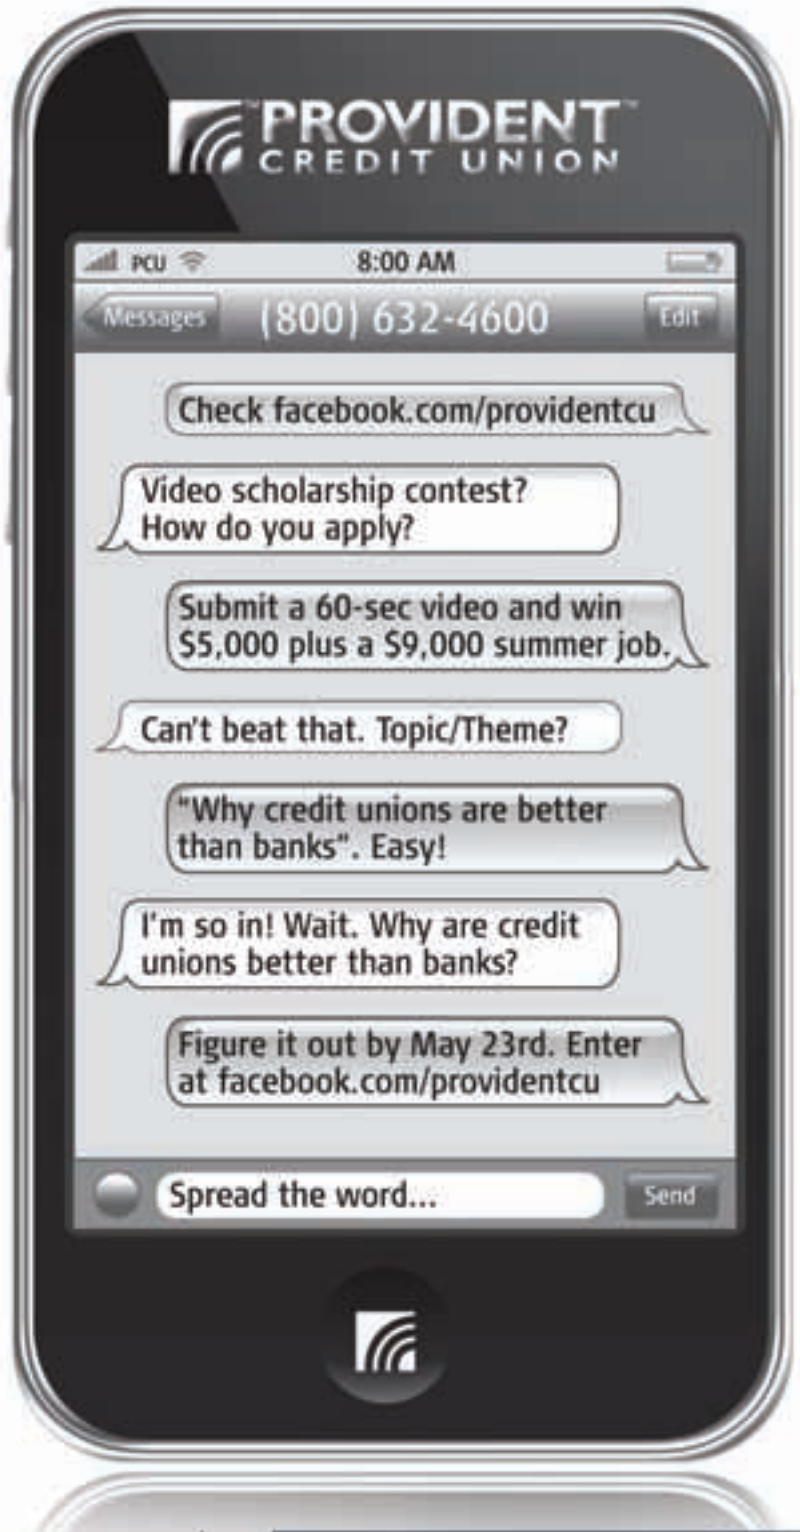 PROVIDENT™
CREDIT UNION
PCU 8:00 AM
Messages (800) 632-4600 Edit
Check facebook.com/providentcu
Video scholarship contest?
How do you apply?
Submit a 60-sec video and win
$5,000 plus a $9,000 summer job.
Can't beat that. Topic/Theme?
"Why credit unions are better
than banks". Easy!
I'm so in! Wait. Why are credit
unions better than banks?
Figure it out by May 23rd. Enter
at facebook.com/providentcu
Spread the word... Send